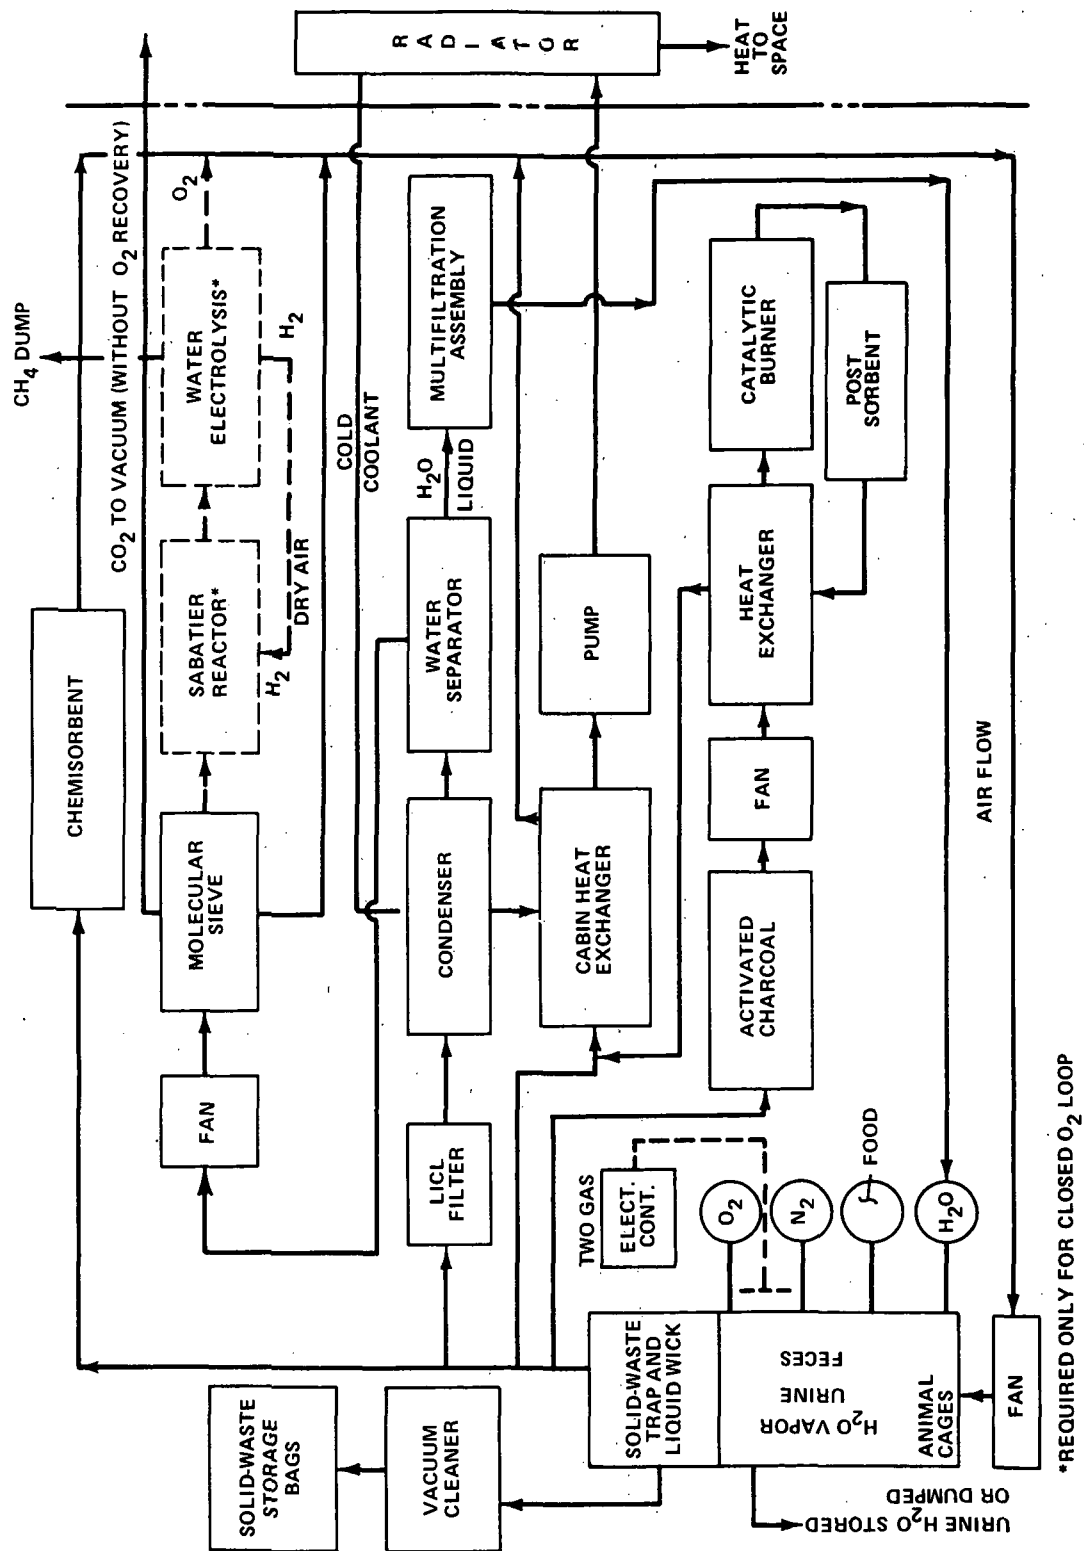 CH4 DUMP
CO2 TO VACUUM (WITHOUT O2 RECOVERY)
CHEMISORBENT
FAN
MOLECULAR
SIEVE
SABATIER
REACTOR*
WATER
ELECTROLYSIS*
O2
H2
H2
DRY AIR
RADIATOR
HEAT
TO
SPACE
COLD
COOLANT
LICL
FILTER
CONDENSER
WATER
SEPARATOR
H2O
LIQUID
MULTIFILTRATION
ASSEMBLY
CABIN HEAT
EXCHANGER
PUMP
ACTIVATED
CHARCOAL
FAN
HEAT
EXCHANGER
CATALYTIC
BURNER
POST
SORBENT
AIR FLOW
SOLID-WASTE
STORAGE
BAGS
VACUUM
CLEANER
TWO GAS
ELECT.
CONT.
O2
N2
FOOD
H2O
SOLID-WASTE
TRAP AND
LIQUID WICK
H2O VAPOR
URINE
FECES
ANIMAL
CAGES
FAN
URINE H2O STORED
OR DUMPED
*REQUIRED ONLY FOR CLOSED O2 LOOP